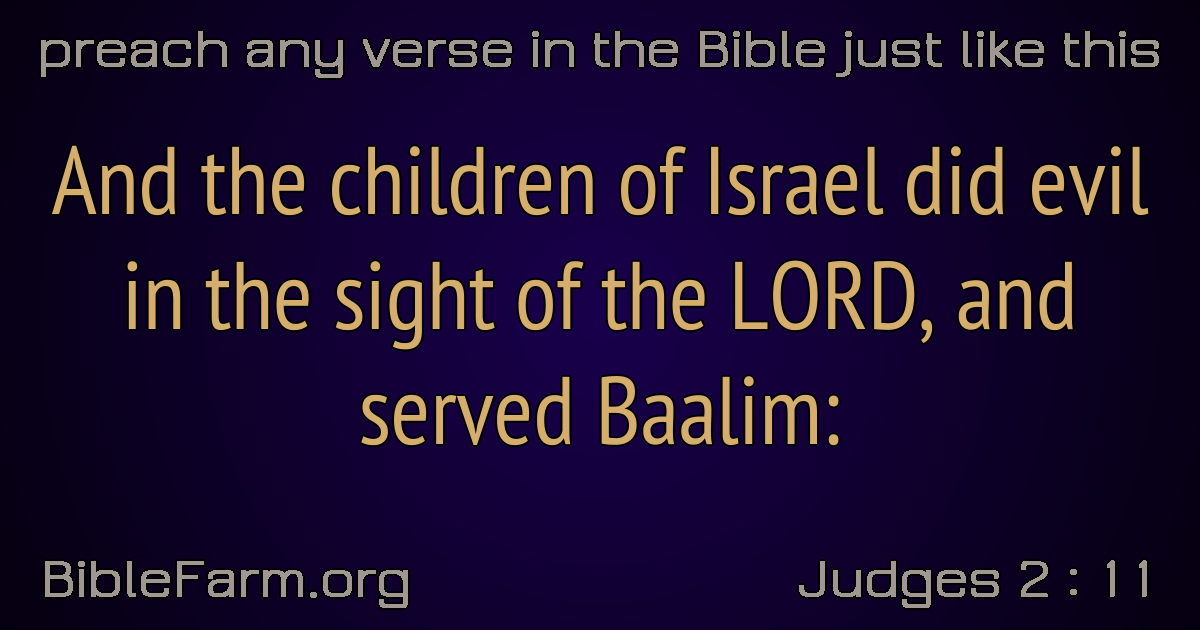 preach any verse in the Bible just like this
And the children of Israel did evil
in the sight of the LORD, and
served Baalim:
BibleFarm.org
Judges 2 : 11